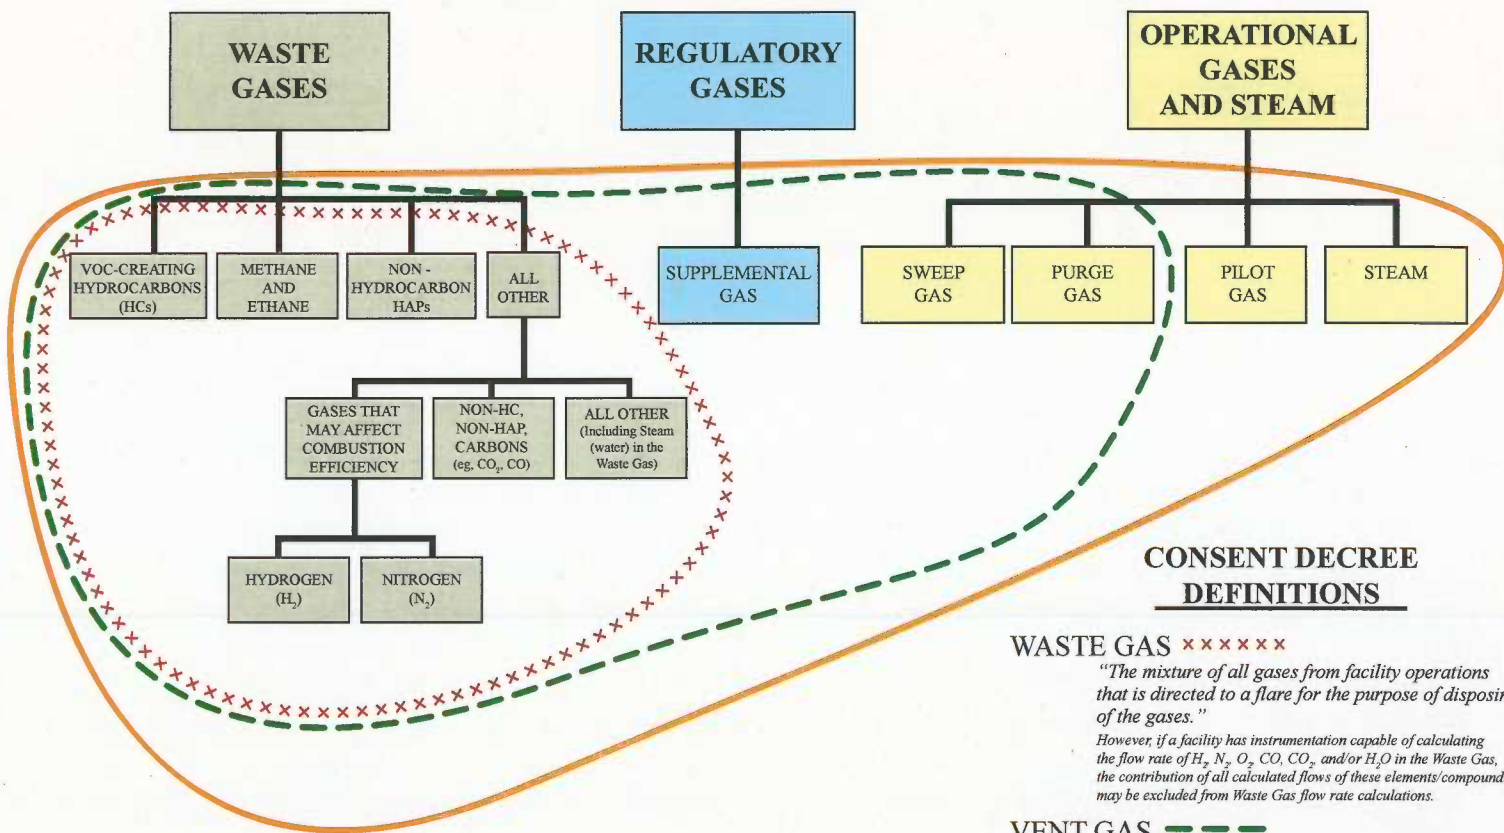 WASTE
GASES
REGULATORY
GASES
OPERATIONAL
GASES
AND STEAM
VOC-CREATING
HYDROCARBONS
(HCs)
METHANE
AND
ETHANE
NON -
HYDROCARBON
HAPs
ALL
OTHER
SUPPLEMENTAL
GAS
SWEEP
GAS
PURGE
GAS
PILOT
GAS
STEAM
GASES THAT
MAY AFFECT
COMBUSTION
EFFICIENCY
NON-HC,
NON-HAP,
CARBONS
(eg, CO₂, CO)
ALL OTHER
(Including Steam
(water) in the
Waste Gas)
HYDROGEN
(H₂)
NITROGEN
(N₂)
CONSENT DECREE
DEFINITIONS
WASTE GAS xxxxxx
"The mixture of all gases from facility operations
that is directed to a flare for the purpose of disposin
of the gases."
However, if a facility has instrumentation capable of calculating
the flow rate of H₂, N₂, O₂, CO, CO₂, and/or H₂O in the Waste Gas,
the contribution of all calculated flows of these elements/compound
may be excluded from Waste Gas flow rate calculations.
VENT GAS